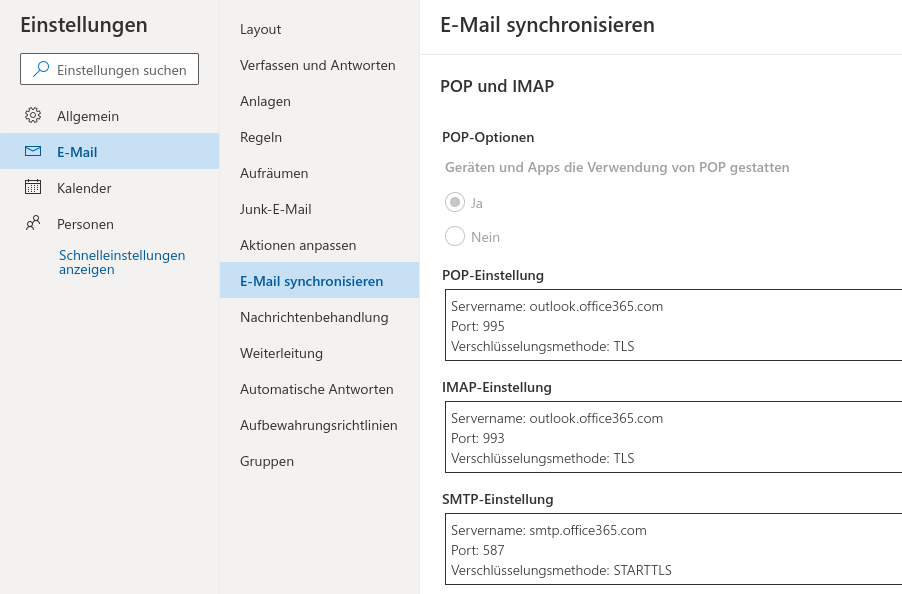 Einstellungen
Einstellungen suchen
Allgemein
E-Mail
Kalender
Personen
Schnelleinstellungen
anzeigen
Layout
Verfassen und Antworten
Anlagen
Regeln
Aufräumen
Junk-E-Mail
Aktionen anpassen
E-Mail synchronisieren
Nachrichtenbehandlung
Weiterleitung
Automatische Antworten
Aufbewahrungsrichtlinien
Gruppen
E-Mail synchronisieren
POP und IMAP
POP-Optionen
Geräten und Apps die Verwendung von POP gestatten
Ja
Nein
POP-Einstellung
Servername: outlook.office365.com
Port: 995
Verschlüsselungsmethode: TLS
IMAP-Einstellung
Servername: outlook.office365.com
Port: 993
Verschlüsselungsmethode: TLS
SMTP-Einstellung
Servername: smtp.office365.com
Port: 587
Verschlüsselungsmethode: STARTTLS